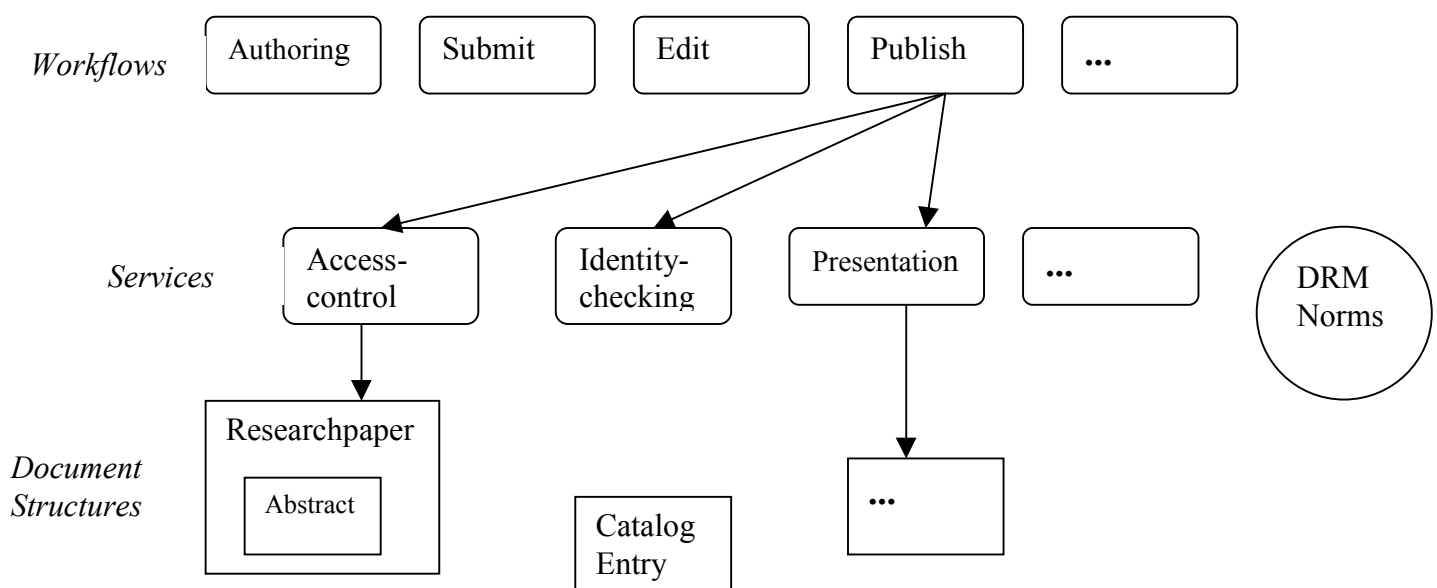 Workflows
Authoring
Submit
Edit
Publish
...
Services
Access-
control
Identity-
checking
Presentation
...
DRM
Norms
Document
Structures
Researchpaper
Abstract
Catalog
Entry
...